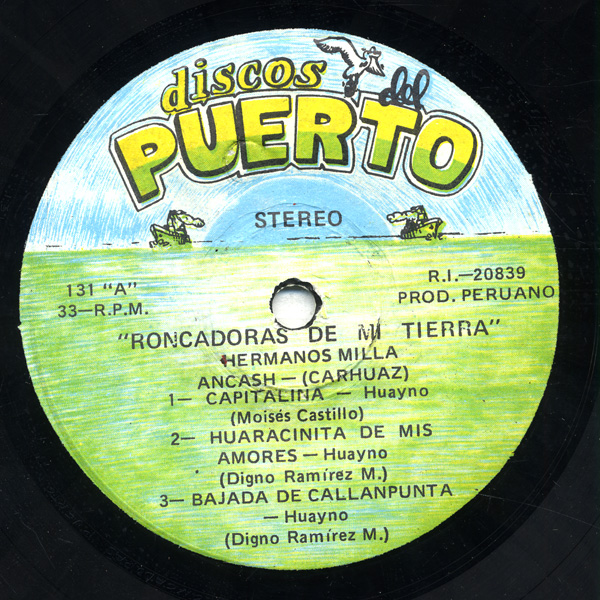 discos
del
PUERTO
STEREO
131 "A"
33—R.P.M.
R.I.—20839
PROD. PERUANO
"RONCADORAS DE MI TIERRA"
HERMANOS MILLA
ANCASH — (CARHUAZ)
1— CAPITALINA — Huayno
(Moisés Castillo)
2— HUARACINITA DE MIS
AMORES — Huayno
(Digno Ramírez M.)
3— BAJADA DE CALLANPUNTA
— Huayno
(Digno Ramírez M.)